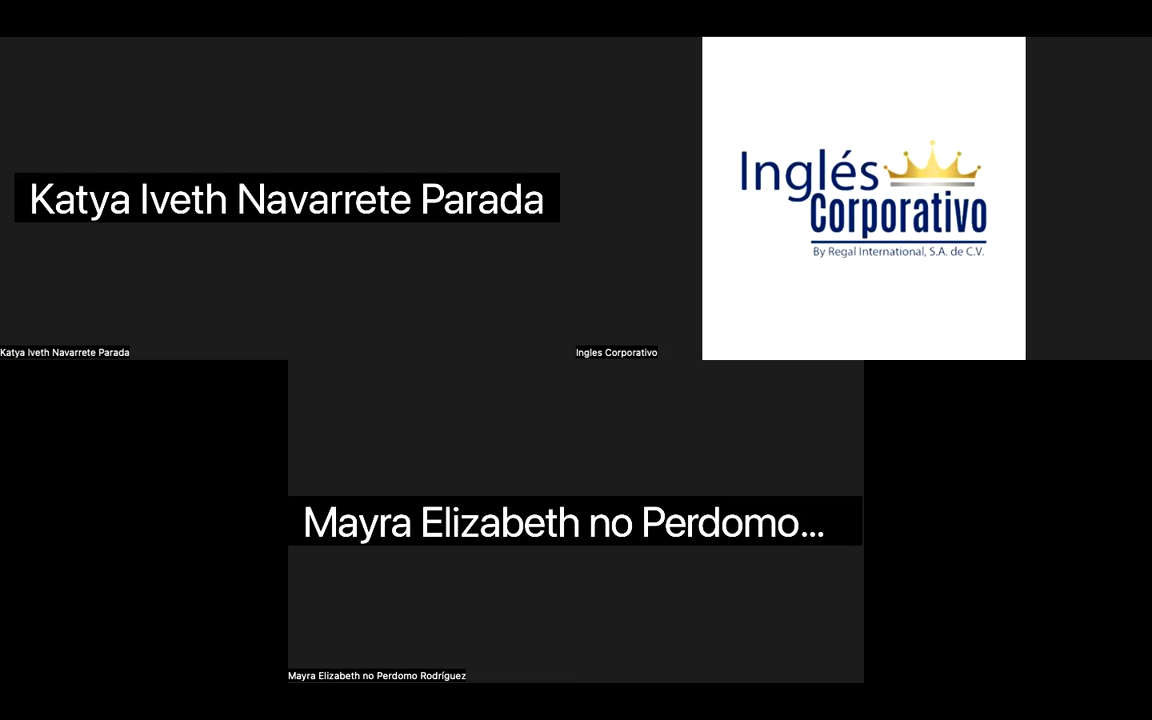 Katya Iveth Navarrete Parada
Inglés
Corporativo
By Regal International, S.A. de C.V.
Katya Iveth Navarrete Parada
Ingles Corporativo
Mayra Elizabeth no Perdomo...
Mayra Elizabeth no Perdomo Rodríguez